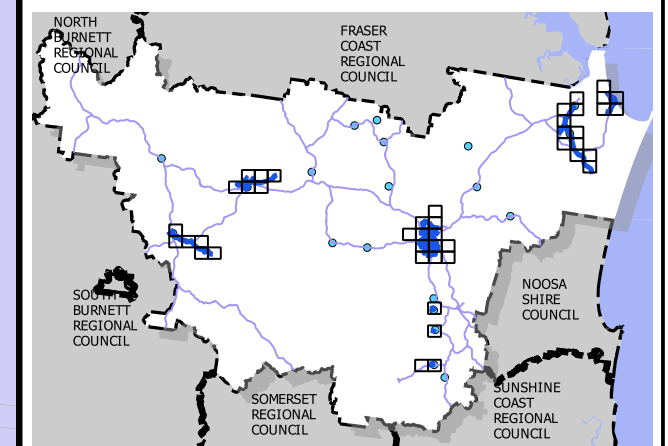 NORTH
BURNETT
REGIONAL
COUNCIL
FRASER
COAST
REGIONAL
COUNCIL
SOUTH
BURNETT
REGIONAL
COUNCIL
NOOSA
SHIRE
COUNCIL
SOMERSET
REGIONAL
COUNCIL
SUNSHINE
COAST
REGIONAL
COUNCIL